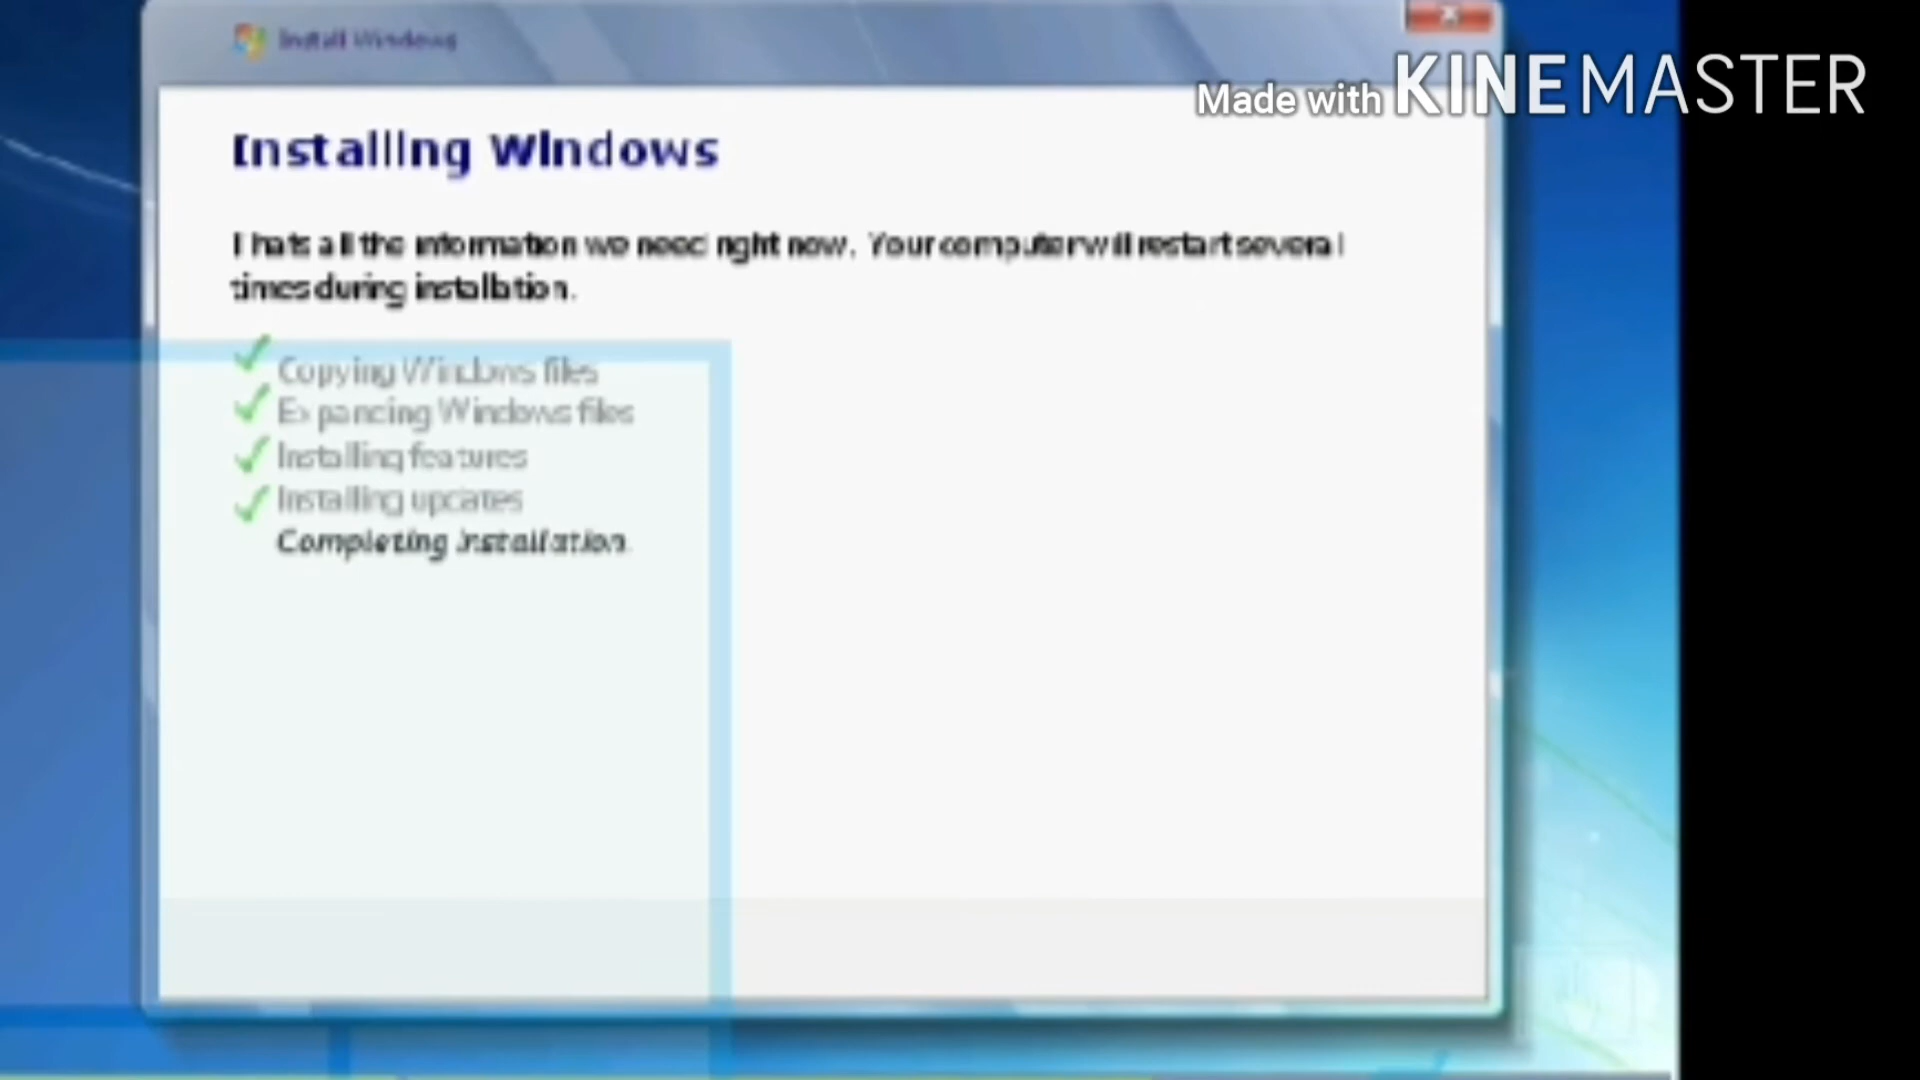 Install Windows
Made with KINEMASTER
Installing Windows
Thats all the information we need right now. Your computer will restart several
times during installation.
Copying Windows files
Expanding Windows files
Installing features
Installing updates
Completing installation.